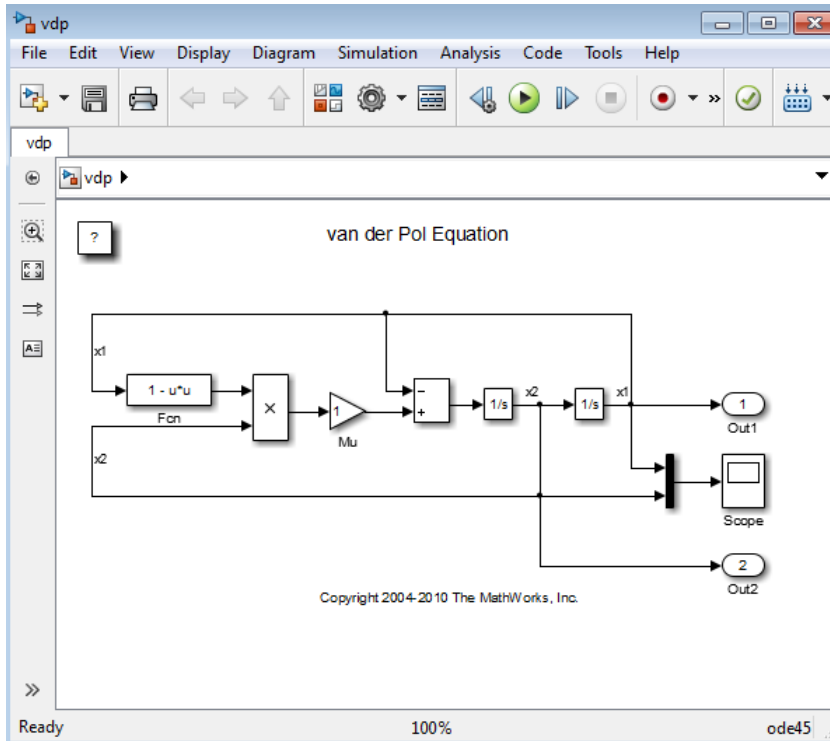 vdp
File Edit View Display Diagram Simulation Analysis Code Tools Help
»
vdp
vdp
?
van der Pol Equation
x1
1 - u*u
Fcn
×
1
Mu
−
+
1/s
x2
1/s
x1
1
Out1
x2
Scope
2
Out2
Copyright 2004-2010 The MathWorks, Inc.
»
Ready 100% ode45